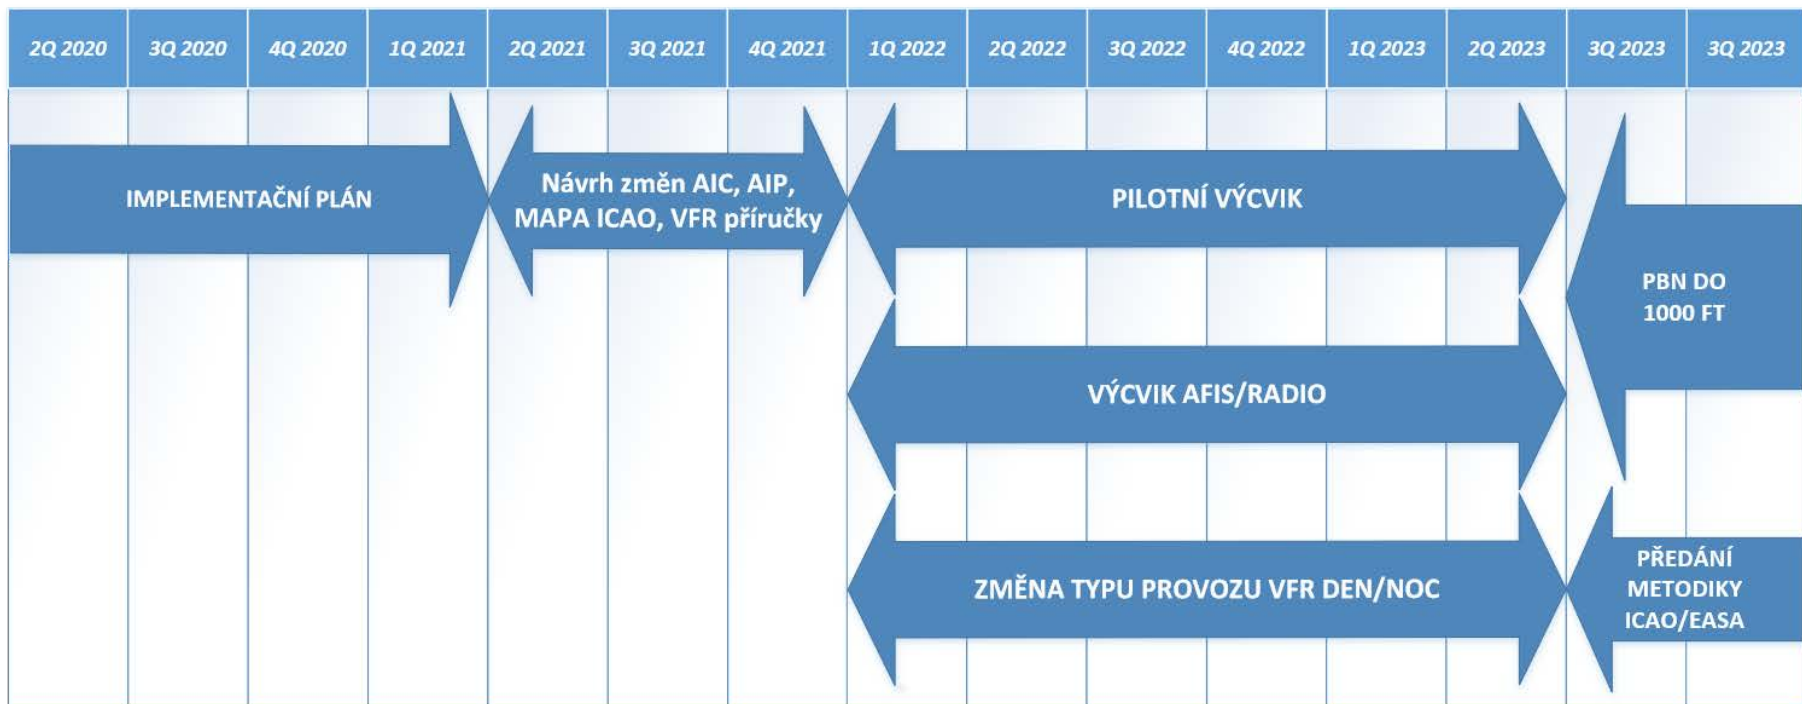 2Q 2020 3Q 2020 4Q 2020 1Q 2021 2Q 2021 3Q 2021 4Q 2021 1Q 2022 2Q 2022 3Q 2022 4Q 2022 1Q 2023 2Q 2023 3Q 2023 3Q 2023
IMPLEMENTAČNÍ PLÁN
Návrh změn AIC, AIP,
MAPA ICAO, VFR příručky
PILOTNÍ VÝCVIK
PBN DO
1000 FT
VÝCVIK AFIS/RADIO
ZMĚNA TYPU PROVOZU VFR DEN/NOC
PŘEDÁNÍ
METODIKY
ICAO/EASA